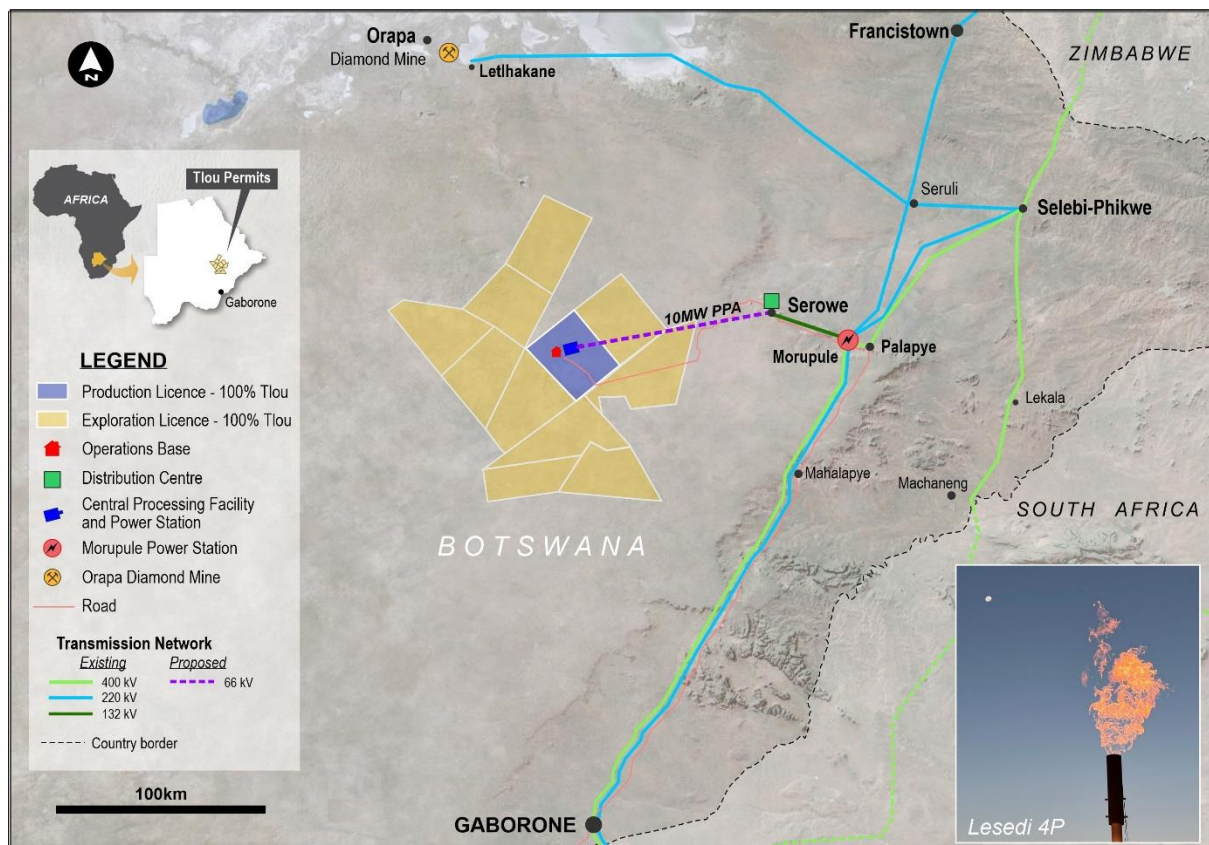 N
Orapa
Diamond Mine
Letlhakane
Francistown
ZIMBABWE
Seruli
Selebi-Phikwe
10MW PPA
Serowe
Morupule
Palapye
Lekala
Mahalapye
Machaneng
SOUTH AFRICA
BOTSWANA
GABORONE
Tlou Permits
AFRICA
Gaborone
LEGEND
Production Licence - 100% Tlou
Exploration Licence - 100% Tlou
Operations Base
Distribution Centre
Central Processing Facility
and Power Station
Morupule Power Station
Orapa Diamond Mine
Road
Transmission Network
Existing Proposed
400 kV 66 kV
220 kV
132 kV
Country border
100km
Lesedi 4P